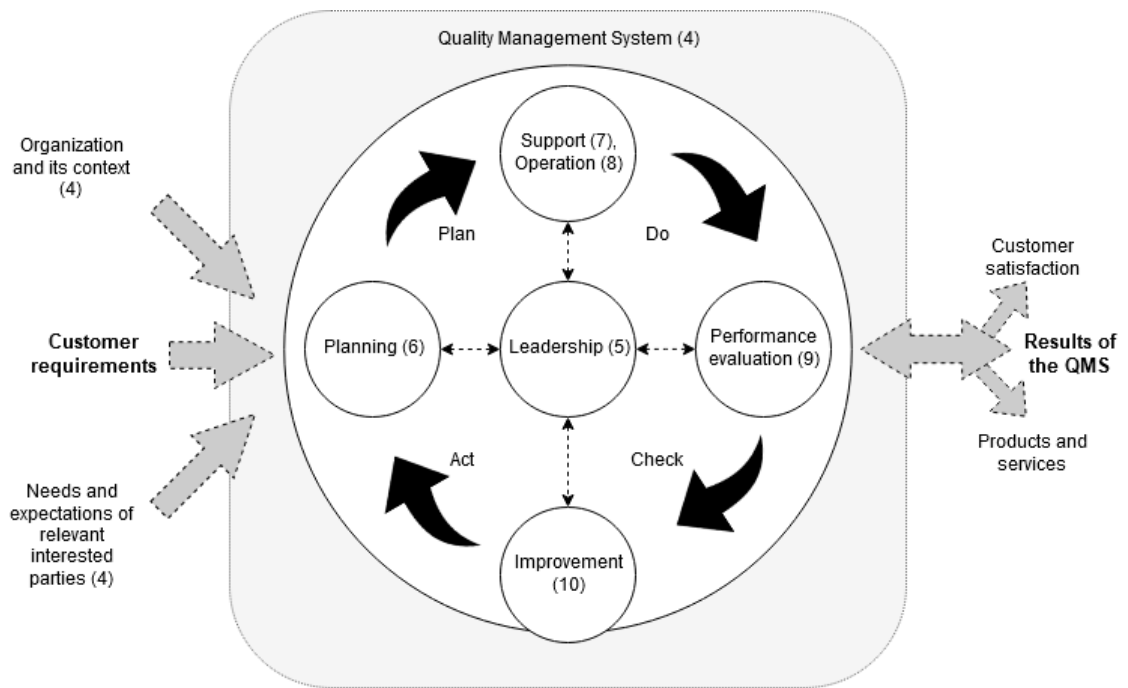 Quality Management System (4)
Organization
and its context
(4)
Support (7),
Operation (8)
Plan
Do
Customer
satisfaction
Customer
requirements
Planning (6)
Leadership (5)
Performance
evaluation (9)
Results of
the QMS
Act
Check
Products and
services
Needs and
expectations of
relevant
interested
parties (4)
Improvement
(10)